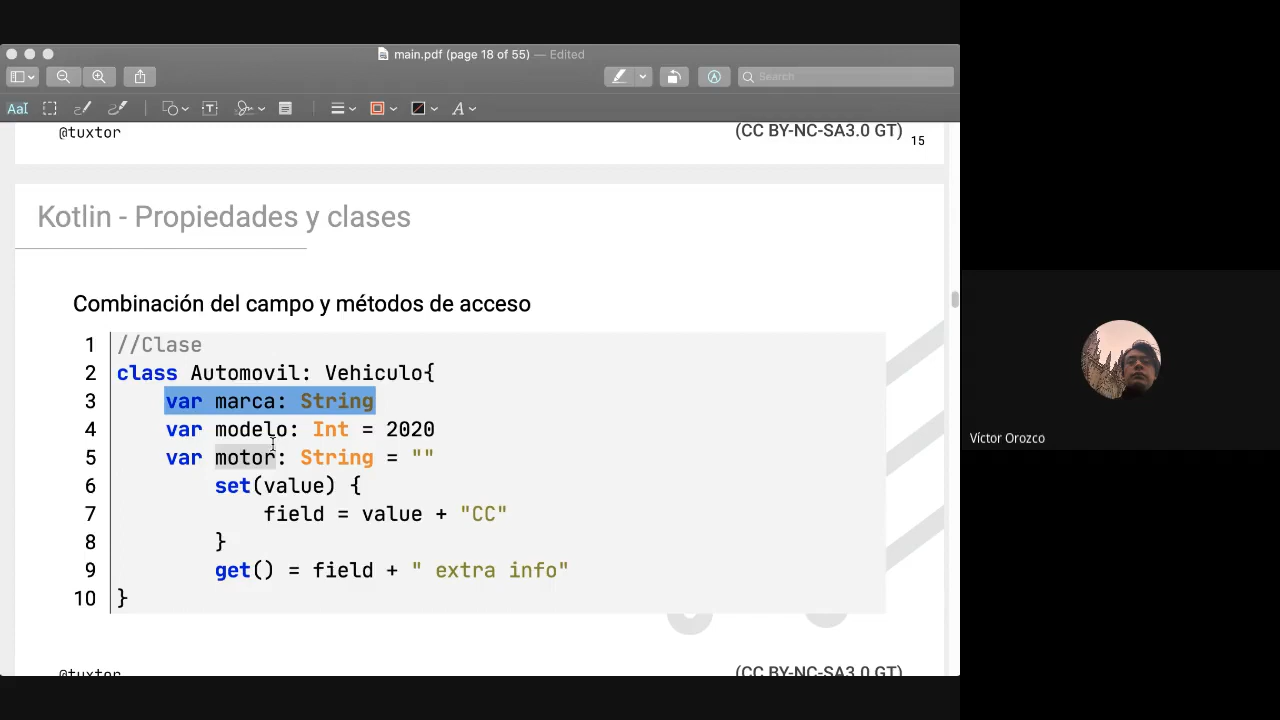 main.pdf (page 18 of 55) — Edited
Search
AaI
T
A
@tuxtor
(CC BY-NC-SA3.0 GT)
15
Kotlin - Propiedades y clases
Combinación del campo y métodos de acceso
1 //Clase
2 class Automovil: Vehiculo{
3 var marca: String
4 var modelo: Int = 2020
5 var motor: String = ""
6 set(value) {
7 field = value + "CC"
8 }
9 get() = field + " extra info"
10 }
@tuxtor
(CC BY-NC-SA3.0 GT)
Víctor Orozco